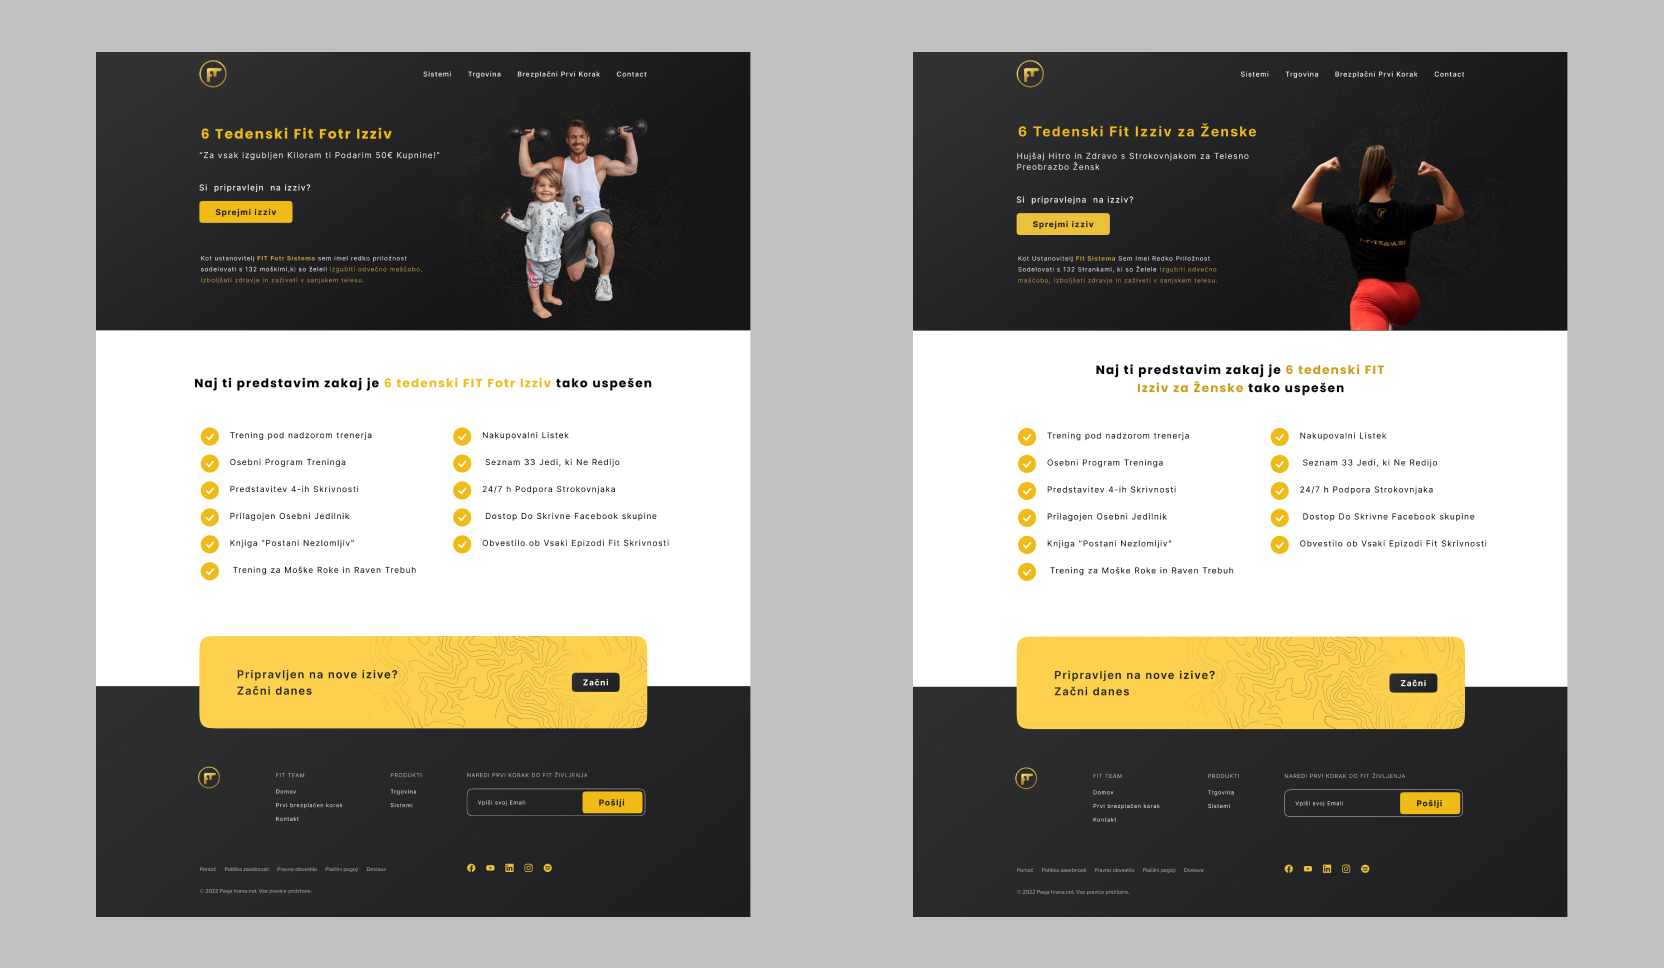 FIT
Sistemi Trgovina Brezplačni Prvi Korak Contact
6 Tedenski Fit Fotr Izziv
"Za vsak izgubljen Kiloram ti Podarim 50€ Kupnine!"
Si pripravlejn na izziv?
Sprejmi izziv
Kot ustanovitelj FIT Fotr Sistema sem imel redko priložnost
sodelovati s 132 moškimi,ki so želeli izgubiti odvečno maščobo,
izboljšati zdravje in zaživeti v sanjskem telesu.
Naj ti predstavim zakaj je 6 tedenski FIT Fotr Izziv tako uspešen
Trening pod nadzorom trenerja
Osebni Program Treninga
Predstavitev 4-ih Skrivnosti
Prilagojen Osebni Jedilnik
Knjiga "Postani Nezlomljiv"
Trening za Moške Roke in Raven Trebuh
Nakupovalni Listek
Seznam 33 Jedi, ki Ne Redijo
24/7 h Podpora Strokovnjaka
Dostop Do Skrivne Facebook skupine
Obvestilo ob Vsaki Epizodi Fit Skrivnosti
Pripravljen na nove izive?
Začni danes
Začni
FIT
FIT TEAM
Domov
Prvi brezplačen korak
Kontakt
PRODUKTI
Trgovina
Sistemi
NAREDI PRVI KORAK DO FIT ŽIVLJENJA
Vpiši svoj Email
Pošlji
Pomoč Politika zasebnosti Pravno obvestilo Plačilni pogoji Dostava
© 2022 Pasja hrana.net. Vse pravice pridržane.
FIT
Sistemi Trgovina Brezplačni Prvi Korak Contact
6 Tedenski Fit Izziv za Ženske
Hujšaj Hitro in Zdravo s Strokovnjakom za Telesno
Preobrazbo Žensk
Si pripravlejna na izziv?
Sprejmi izziv
Kot Ustanovitelj Fit Sistema Sem Imel Redko Priložnost
Sodelovati s 132 Strankami, ki so Želele Izgubiti odvečno
maščobo, Izboljšati zdravje in zaživeti v sanjskem telesu.
FIT-TEAM.SI
Naj ti predstavim zakaj je 6 tedenski FIT
Izziv za Ženske tako uspešen
Trening pod nadzorom trenerja
Osebni Program Treninga
Predstavitev 4-ih Skrivnosti
Prilagojen Osebni Jedilnik
Knjiga "Postani Nezlomljiv"
Trening za Moške Roke in Raven Trebuh
Nakupovalni Listek
Seznam 33 Jedi, ki Ne Redijo
24/7 h Podpora Strokovnjaka
Dostop Do Skrivne Facebook skupine
Obvestilo ob Vsaki Epizodi Fit Skrivnosti
Pripravljen na nove izive?
Začni danes
Začni
FIT
FIT TEAM
Domov
Prvi brezplačen korak
Kontakt
PRODUKTI
Trgovina
Sistemi
NAREDI PRVI KORAK DO FIT ŽIVLJENJA
Vpiši svoj Email
Pošlji
Pomoč Politika zasebnosti Pravno obvestilo Plačilni pogoji Dostava
© 2022 Pasja hrana.net. Vse pravice pridržane.